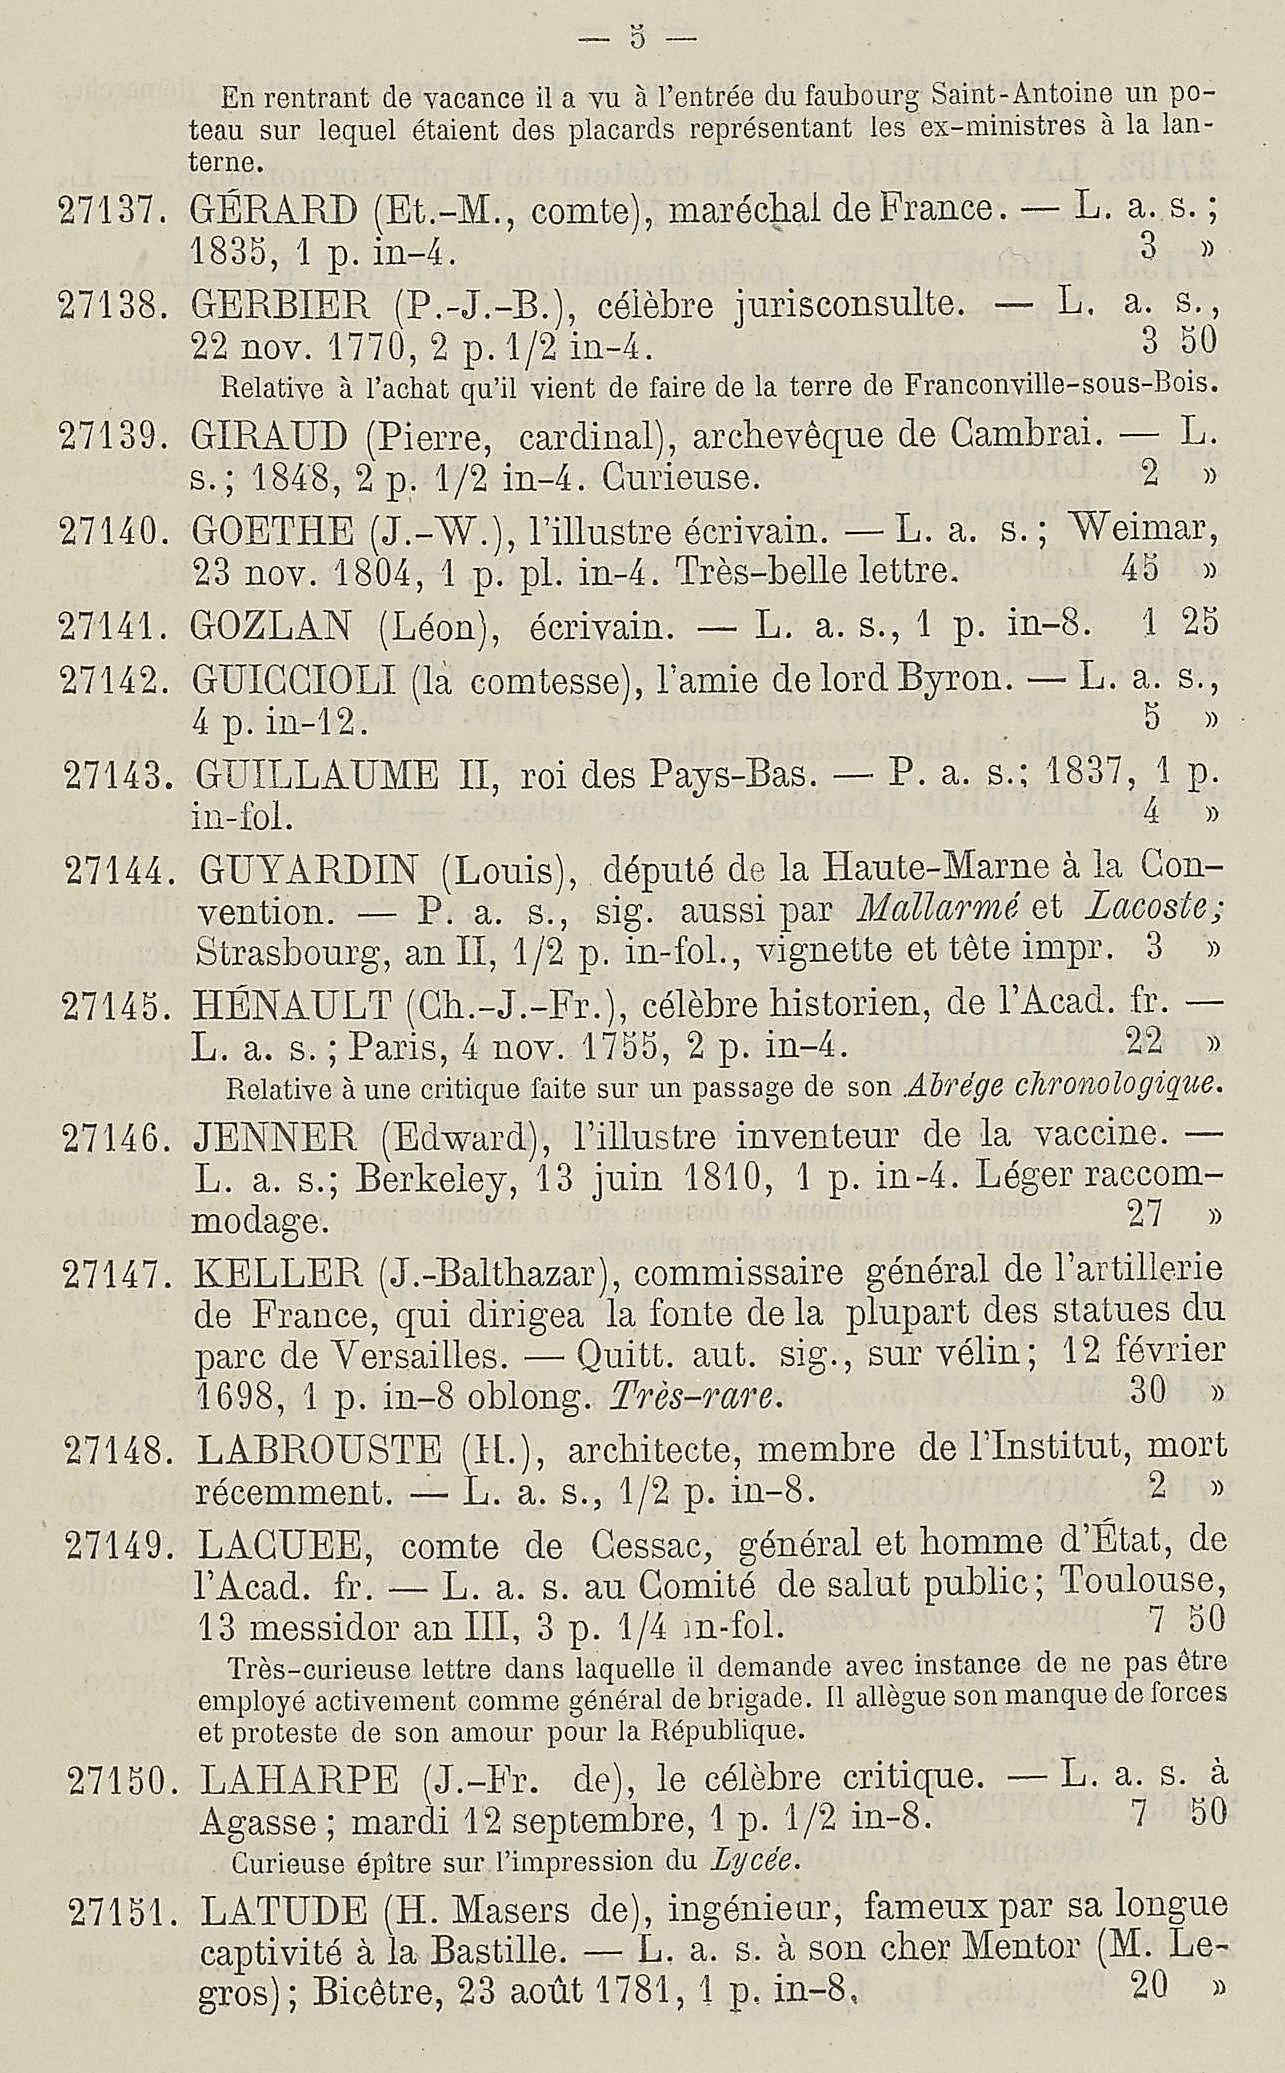 — 5 —
En rentrant de vacance il a vu à l'entrée du faubourg Saint-Antoine un po-
teau sur lequel étaient des placards représentant les ex-ministres à la lan-
terne.
27137. GÉRARD (Et.-M., comte), maréchal de France. — L. a. s. ;
1835, 1 p. in-4. 3 »
27138. GERBIER (P.-J.-B.), célèbre jurisconsulte. — L. a. s.,
22 nov. 1770, 2 p. 1/2 in-4. 3 50
Relative à l'achat qu'il vient de faire de la terre de Franconville-sous-Bois.
27139. GIRAUD (Pierre, cardinal), archevêque de Cambrai. — L.
s. ; 1848, 2 p. 1/2 in-4. Curieuse. 2 »
27140. GOETHE (J.-W.), l'illustre écrivain. — L. a. s. ; Weimar,
23 nov. 1804, 1 p. pl. in-4. Très-belle lettre. 45 »
27141. GOZLAN (Léon), écrivain. — L. a. s., 1 p. in-8. 1 25
27142. GUICCIOLI (la comtesse), l'amie de lord Byron. — L. a. s.,
4 p. in-12. 5 »
27143. GUILLAUME II, roi des Pays-Bas. — P. a. s.; 1837, 1 p.
in-fol. 4 »
27144. GUYARDIN (Louis), député de la Haute-Marne à la Con-
vention. — P. a. s., sig. aussi par Mallarmé et Lacoste;
Strasbourg, an II, 1/2 p. in-fol., vignette et tête impr. 3 »
27145. HÉNAULT (Ch.-J.-Fr.), célèbre historien, de l'Acad. fr. —
L. a. s. ; Paris, 4 nov. 1755, 2 p. in-4. 22 »
Relative à une critique faite sur un passage de son Abrége chronologique.
27146. JENNER (Edward), l'illustre inventeur de la vaccine. —
L. a. s.; Berkeley, 13 juin 1810, 1 p. in-4. Léger raccom-
modage. 27 »
27147. KELLER (J.-Balthazar), commissaire général de l'artillerie
de France, qui dirigea la fonte de la plupart des statues du
parc de Versailles. — Quitt. aut. sig., sur vélin; 12 février
1698, 1 p. in-8 oblong. Très-rare. 30 »
27148. LABROUSTE (H.), architecte, membre de l'Institut, mort
récemment. — L. a. s., 1/2 p. in-8. 2 »
27149. LACUEE, comte de Cessac, général et homme d'État, de
l'Acad. fr. — L. a. s. au Comité de salut public; Toulouse,
13 messidor an III, 3 p. 1/4 in-fol. 7 50
Très-curieuse lettre dans laquelle il demande avec instance de ne pas être
employé activement comme général de brigade. Il allègue son manque de forces
et proteste de son amour pour la République.
27150. LAHARPE (J.-Fr. de), le célèbre critique. — L. a. s. à
Agasse ; mardi 12 septembre, 1 p. 1/2 in-8. 7 50
Curieuse épître sur l'impression du Lycée.
27151. LATUDE (H. Masers de), ingénieur, fameux par sa longue
captivité à la Bastille. — L. a. s. à son cher Mentor (M. Le-
gros) ; Bicêtre, 23 août 1781, 1 p. in-8. 20 »